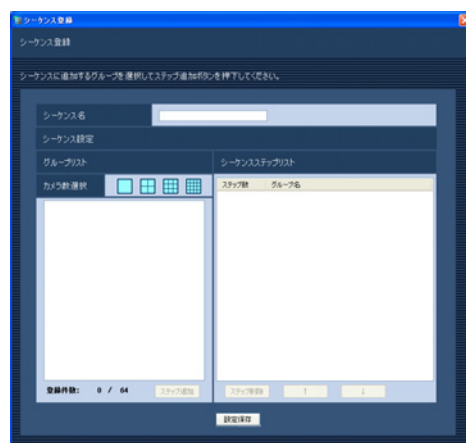 シーケンス登録
シーケンス登録
シーケンスに追加するグループを選択してステップ追加ボタンを押下してください。
シーケンス名
シーケンス設定
グループリスト
シーケンスステップリスト
カメラ数選択
ステップ数 グループ名
登録件数: 0 / 64
ステップ追加
ステップ削除 ↑ ↓
設定保存